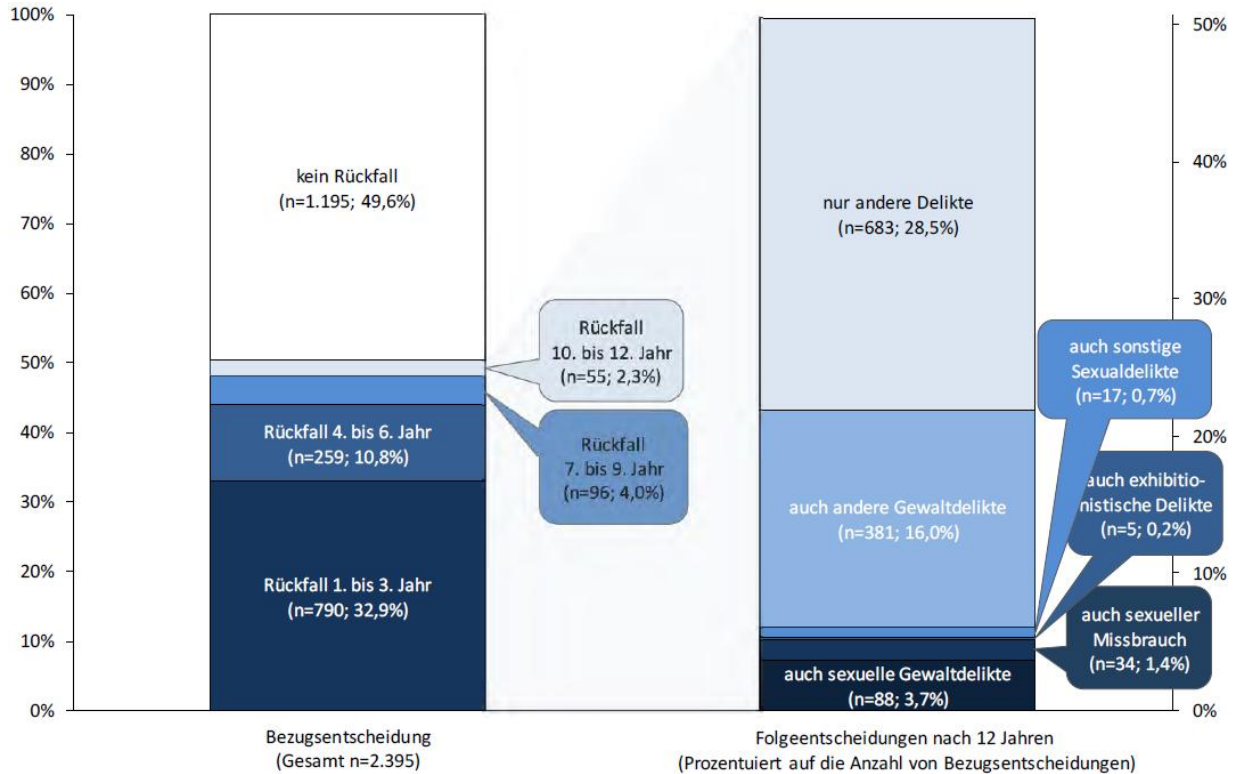 100%
90%
80%
70%
60%
50%
40%
30%
20%
10%
0%
kein Rückfall
(n=1.195; 49,6%)
Rückfall
10. bis 12. Jahr
(n=55; 2,3%)
Rückfall
7. bis 9. Jahr
(n=96; 4,0%)
Rückfall 4. bis 6. Jahr
(n=259; 10,8%)
Rückfall 1. bis 3. Jahr
(n=790; 32,9%)
Bezugsentscheidung
(Gesamt n=2.395)
nur andere Delikte
(n=683; 28,5%)
auch andere Gewaltdelikte
(n=381; 16,0%)
auch sexuelle Gewaltdelikte
(n=88; 3,7%)
auch sonstige
Sexualdelikte
(n=17; 0,7%)
auch exhibitio-
nistische Delikte
(n=5; 0,2%)
auch sexueller
Missbrauch
(n=34; 1,4%)
50%
40%
30%
20%
10%
0%
Folgeentscheidungen nach 12 Jahren
(Prozentuiert auf die Anzahl von Bezugsentscheidungen)